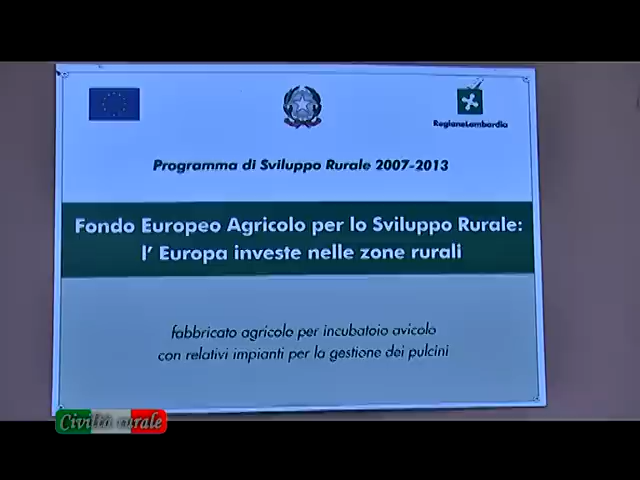 RegioneLombardia
Programma di Sviluppo Rurale 2007-2013
Fondo Europeo Agricolo per lo Sviluppo Rurale:
l' Europa investe nelle zone rurali
fabbricato agricolo per incubatoio avicolo
con relativi impianti per la gestione dei pulcini
Civiltà rurale